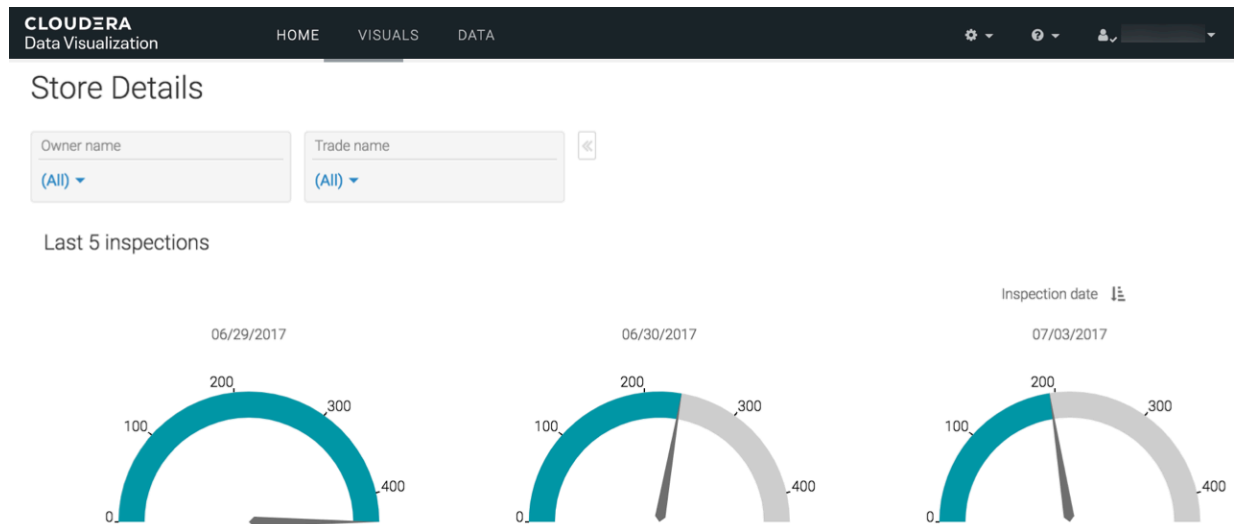 CLOUDERA
Data Visualization
HOME VISUALS DATA
Store Details
Owner name
(All)
Trade name
(All)
Last 5 inspections
Inspection date
06/29/2017
0
100
200
300
400
06/30/2017
0
100
200
300
400
07/03/2017
0
100
200
300
400